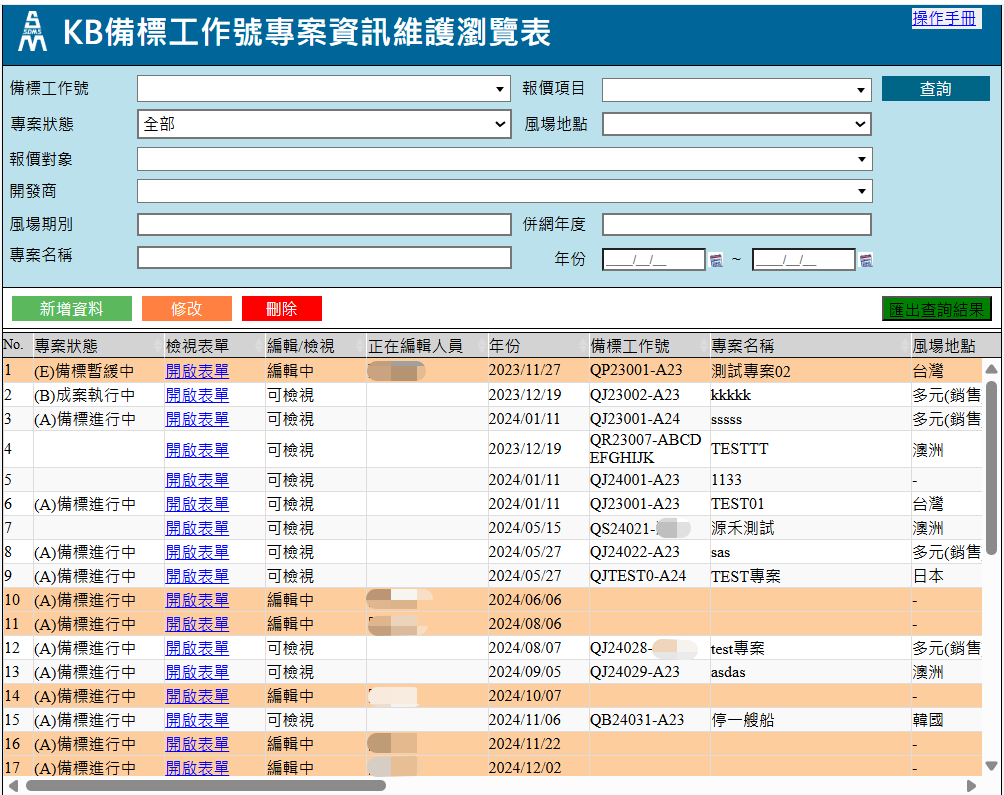 SDMS
KB備標工作號專案資訊維護瀏覽表
操作手冊
備標工作號 報價項目 查詢
專案狀態 全部 風場地點
報價對象
開發商
風場期別 併網年度
專案名稱 年份 ____/__/__ ~ ____/__/__
新增資料 修改 刪除 匯出查詢結果
No. 專案狀態 檢視表單 編輯/檢視 正在編輯人員 年份 備標工作號 專案名稱 風場地點
1 (E)備標暫緩中 開啟表單 編輯中 2023/11/27 QP23001-A23 測試專案02 台灣
2 (B)成案執行中 開啟表單 可檢視 2023/12/19 QJ23002-A23 kkkkk 多元(銷售
3 (A)備標進行中 開啟表單 可檢視 2024/01/11 QJ23001-A24 sssss 多元(銷售
4 開啟表單 可檢視 2023/12/19 QR23007-ABCD
EFGHIJK TESTTT 澳洲
5 開啟表單 可檢視 2024/01/11 QJ24001-A23 1133 -
6 (A)備標進行中 開啟表單 可檢視 2024/01/11 QJ23001-A23 TEST01 台灣
7 開啟表單 可檢視 2024/05/15 QS24021- 源禾測試 澳洲
8 (A)備標進行中 開啟表單 可檢視 2024/05/27 QJ24022-A23 sas 多元(銷售
9 (A)備標進行中 開啟表單 可檢視 2024/05/27 QJTEST0-A24 TEST專案 日本
10 (A)備標進行中 開啟表單 編輯中 2024/06/06 -
11 (A)備標進行中 開啟表單 編輯中 2024/08/06 -
12 (A)備標進行中 開啟表單 可檢視 2024/08/07 QJ24028- test專案 多元(銷售
13 (A)備標進行中 開啟表單 可檢視 2024/09/05 QJ24029-A23 asdas 澳洲
14 (A)備標進行中 開啟表單 編輯中 2024/10/07 -
15 (A)備標進行中 開啟表單 可檢視 2024/11/06 QB24031-A23 停一艘船 韓國
16 (A)備標進行中 開啟表單 編輯中 2024/11/22 -
17 (A)備標進行中 開啟表單 編輯中 2024/12/02 -